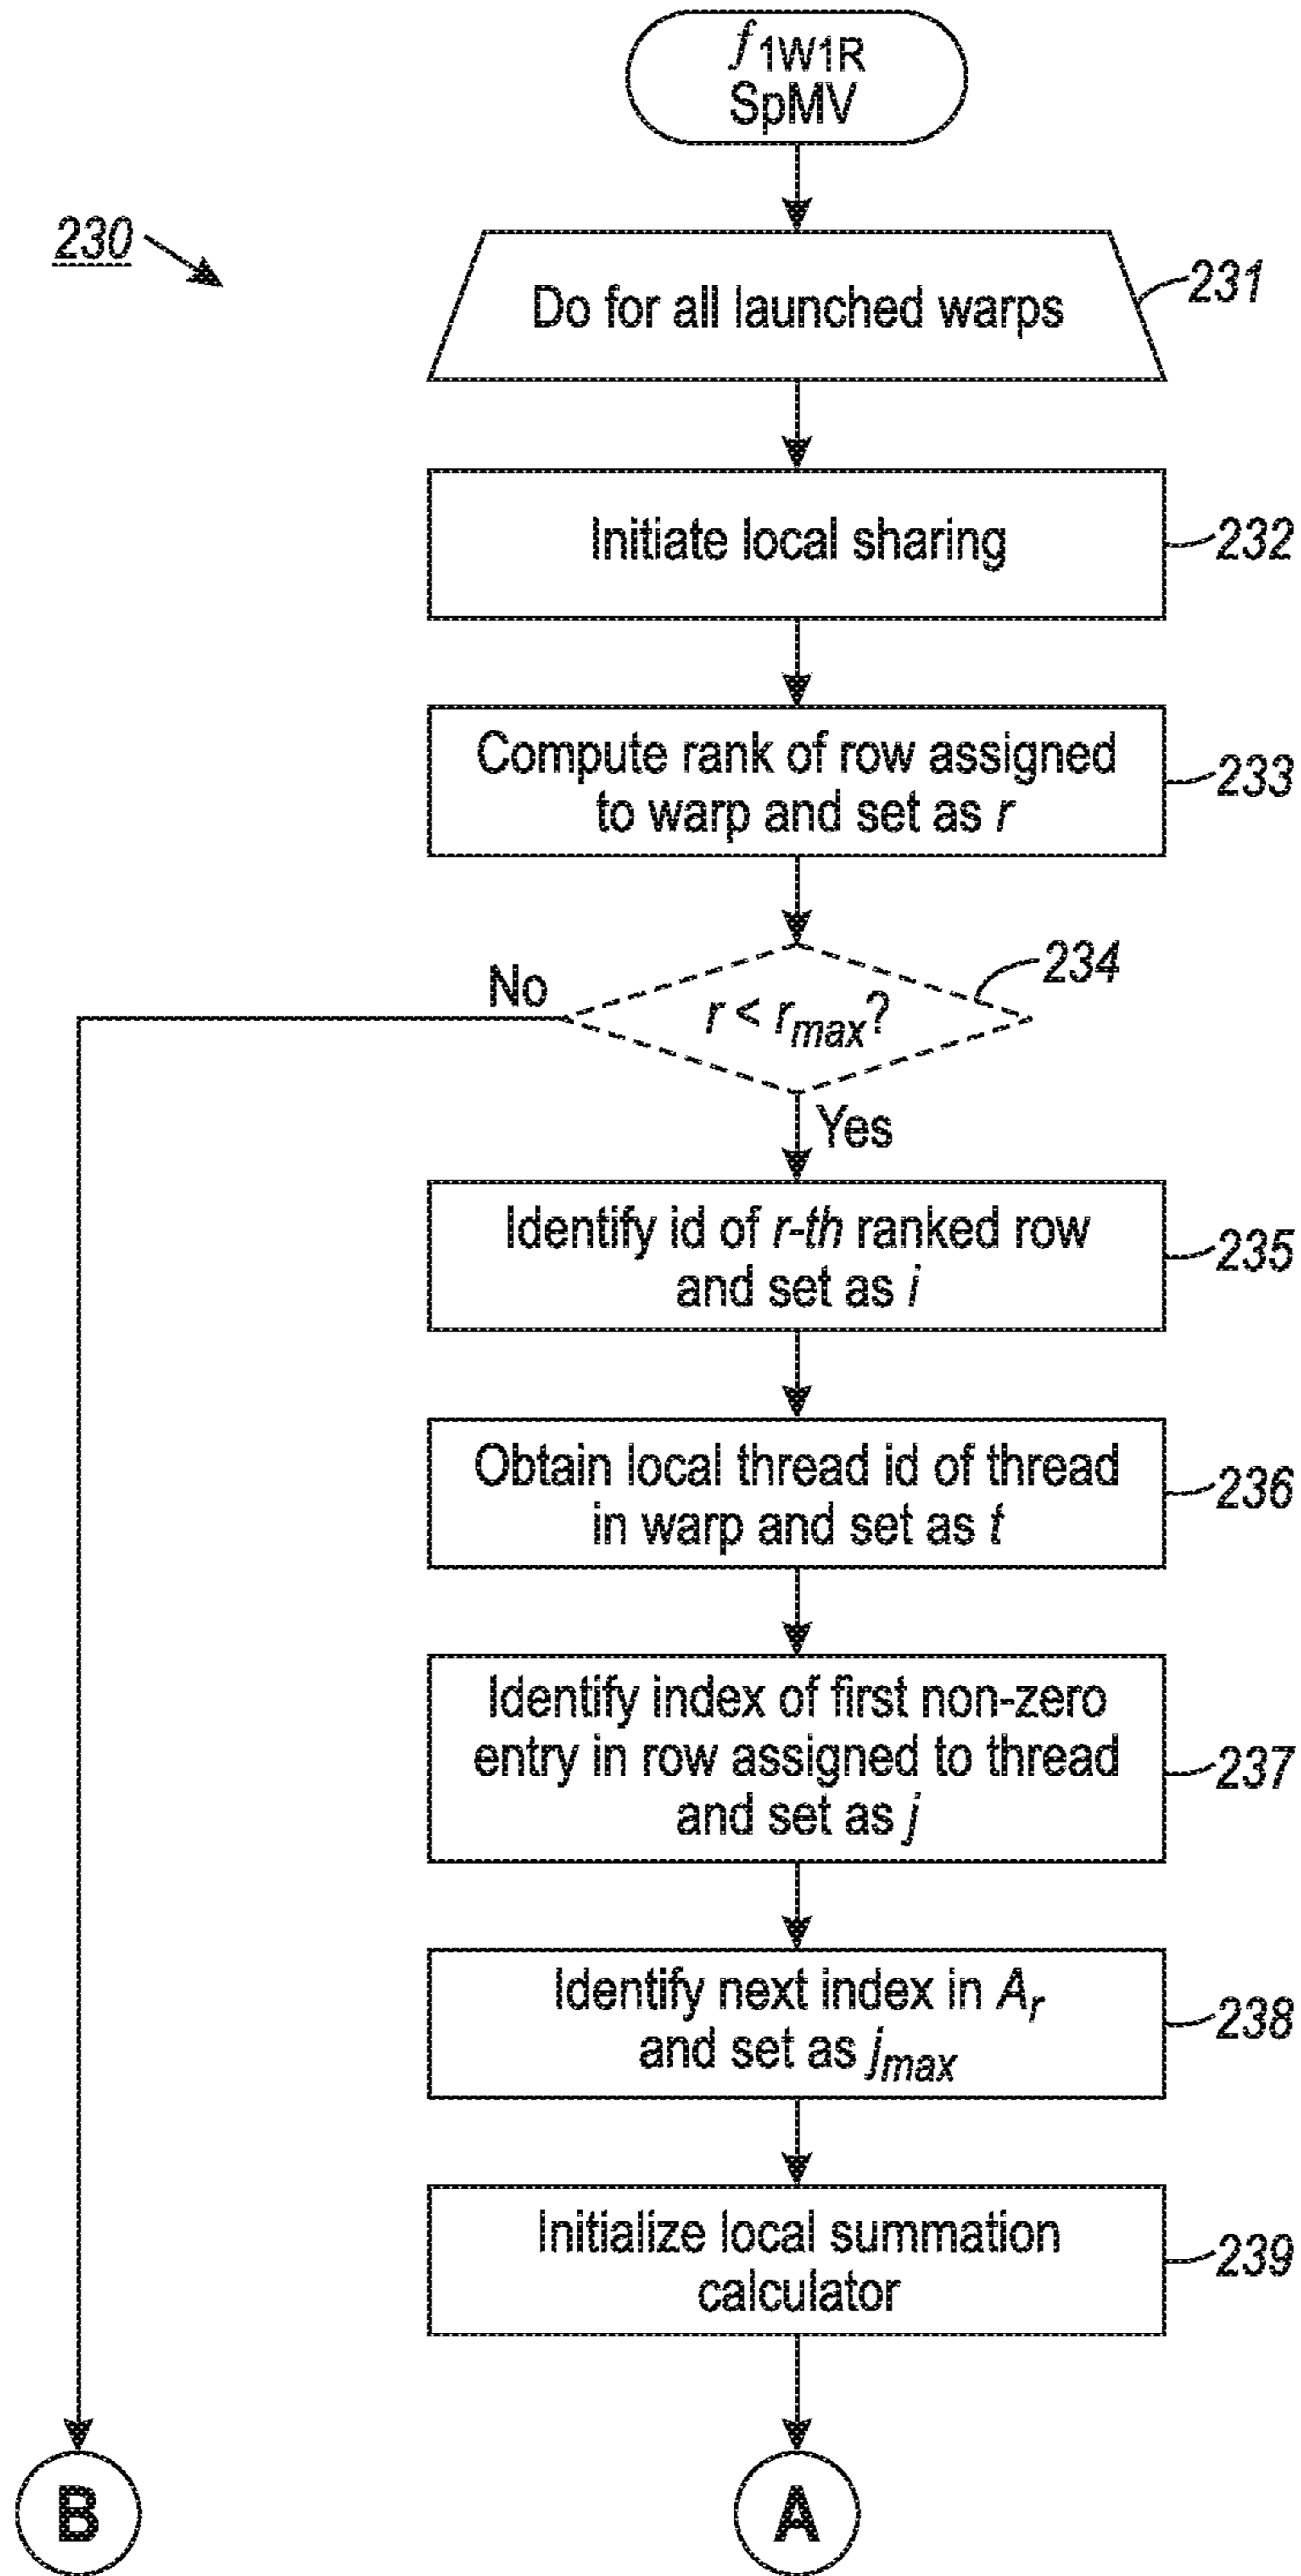 f1W1R
SpMV
230
Do for all launched warps
231
Initiate local sharing
232
Compute rank of row assigned
to warp and set as r
233
234
No
r < rmax?
Yes
Identify id of r-th ranked row
and set as i
235
Obtain local thread id of thread
in warp and set as t
236
Identify index of first non-zero
entry in row assigned to thread
and set as j
237
Identify next index in Ar
and set as jmax
238
Initialize local summation
calculator
239
B
A